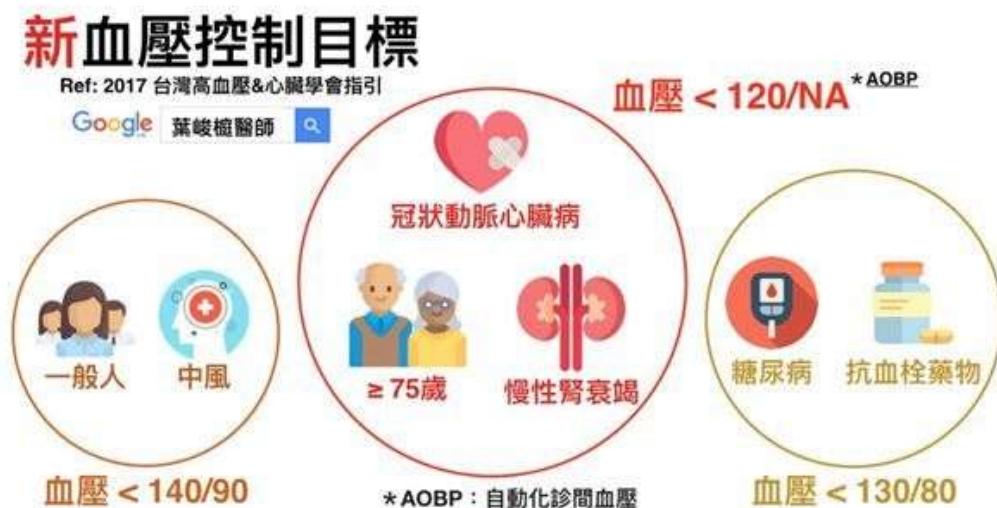 新血壓控制目標
Ref: 2017 台灣高血壓&心臟學會指引
Google 葉峻榳醫師
血壓 < 120/NA *AOBP
冠狀動脈心臟病
≥ 75歲
慢性腎衰竭
一般人
中風
血壓 < 140/90
糖尿病
抗血栓藥物
血壓 < 130/80
*AOBP：自動化診間血壓